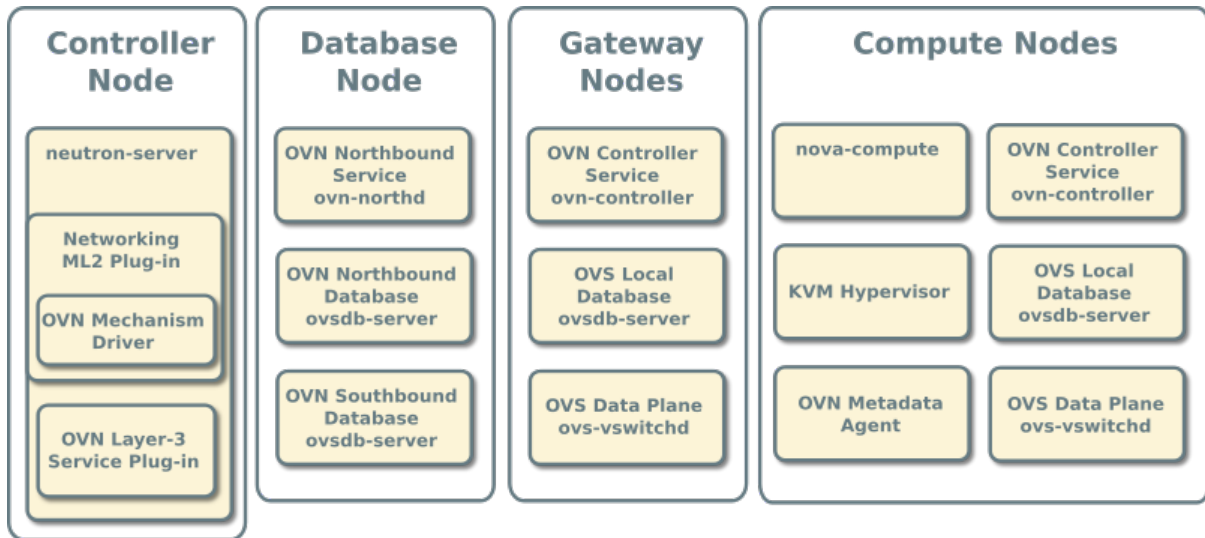 Controller
Node
neutron-server
Networking
ML2 Plug-in
OVN Mechanism
Driver
OVN Layer-3
Service Plug-in
Database
Node
OVN Northbound
Service
ovn-northd
OVN Northbound
Database
ovsdb-server
OVN Southbound
Database
ovsdb-server
Gateway
Nodes
OVN Controller
Service
ovn-controller
OVS Local
Database
ovsdb-server
OVS Data Plane
ovs-vswitchd
Compute Nodes
nova-compute
KVM Hypervisor
OVN Metadata
Agent
OVN Controller
Service
ovn-controller
OVS Local
Database
ovsdb-server
OVS Data Plane
ovs-vswitchd